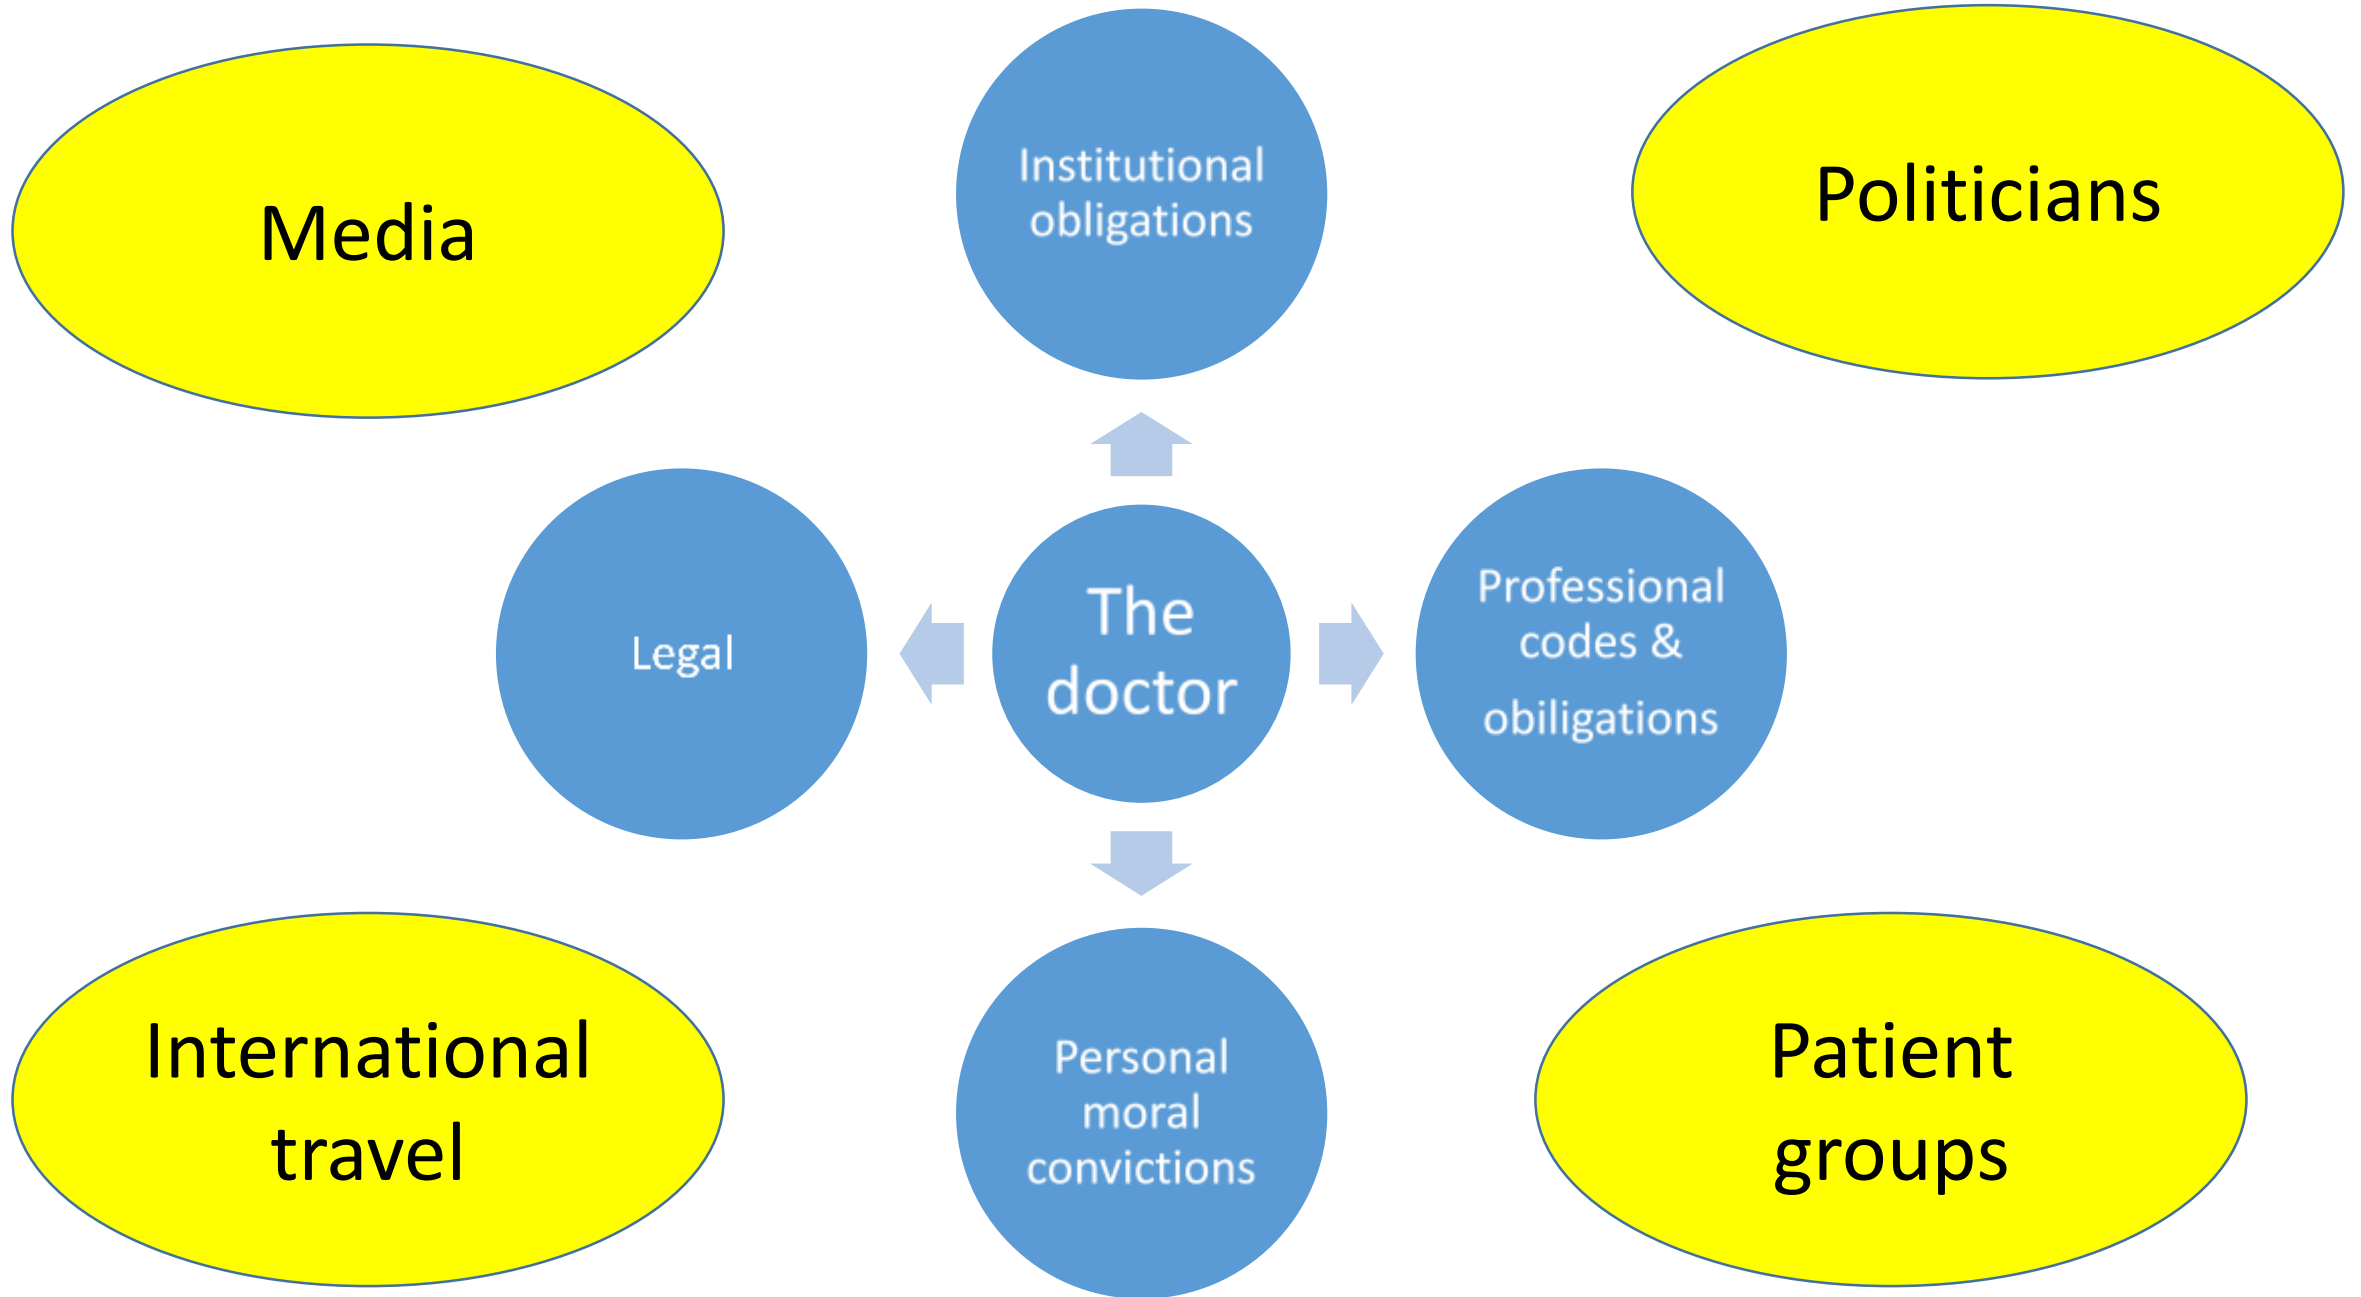 Media
Institutional
obligations
Politicians
Legal
The
doctor
Professional
codes &
obiligations
International
travel
Personal
moral
convictions
Patient
groups